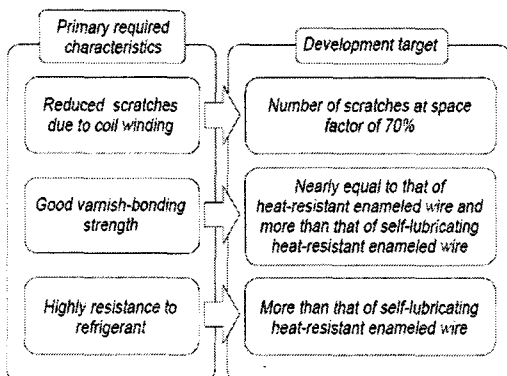 Primary required
characteristics
Development target
Reduced scratches
due to coil winding
Number of scratches at space
factor of 70%
Good varnish-bonding
strength
Nearly equal to that of
heat-resistant enameled wire and
more than that of self-lubricating
heat-resistant enameled wire
Highly resistance to
refrigerant
More than that of self-lubricating
heat-resistant enameled wire